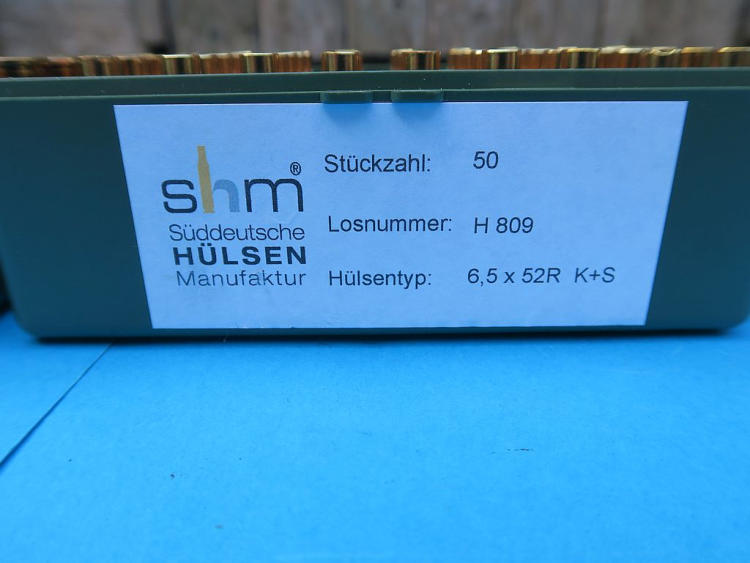 shm®
Süddeutsche
HÜLSEN
Manufaktur
Stückzahl: 50
Losnummer: H 809
Hülsentyp: 6,5 x 52R K+S